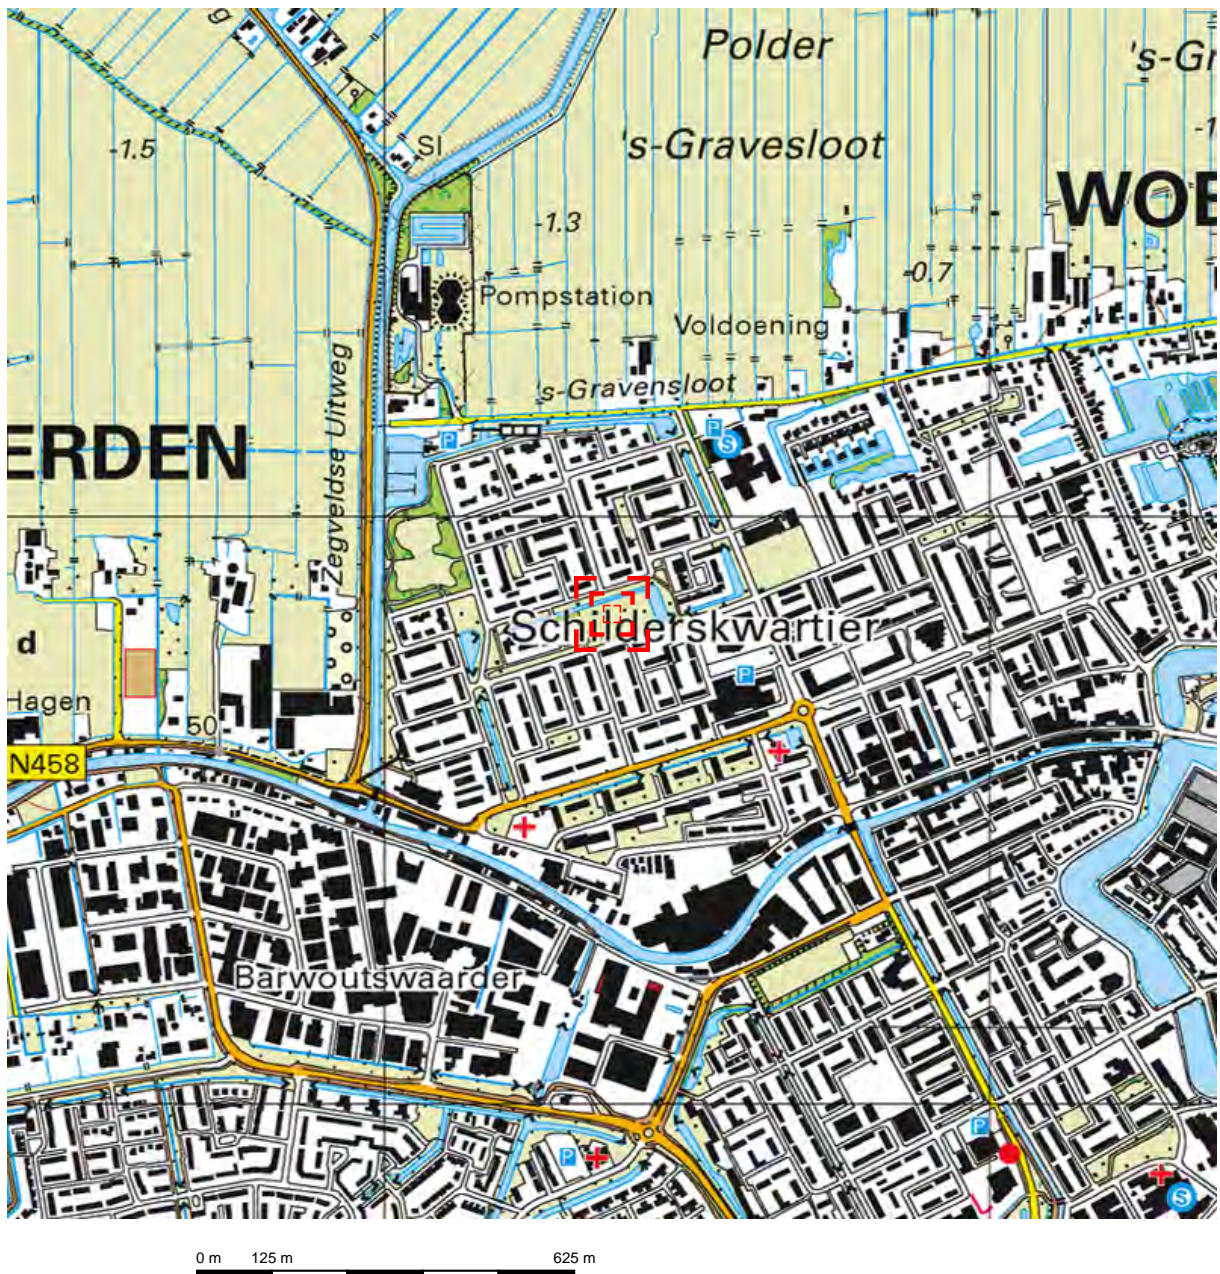 g
Polder
's-Gr
SI
-1.5
's-Gravesloot
-1
WOE
-1.3
-0.7
Pompstation
Voldoening
's-Gravensloot
Zegveldse Uitweg
P
P
S
ERDEN
Schilderskwartier
d
Hagen
P
50
N458
Barwoutswaarder
P
P
S
0 m 125 m 625 m